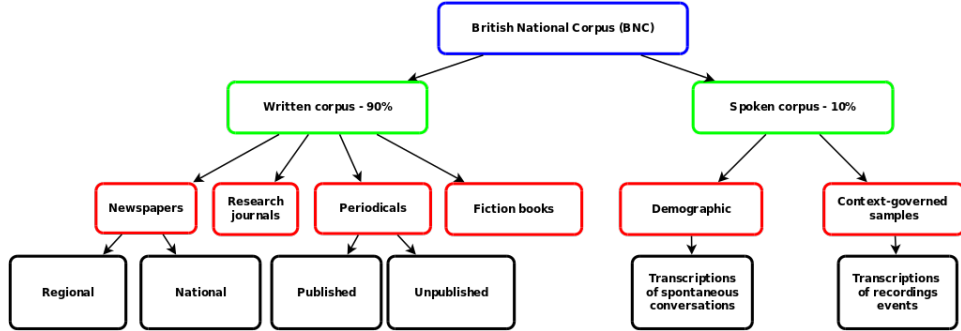 British National Corpus (BNC)
Written corpus - 90%
Spoken corpus - 10%
Newspapers
Research
journals
Periodicals
Fiction books
Demographic
Context-governed
samples
Regional
National
Published
Unpublished
Transcriptions
of spontaneous
conversations
Transcriptions
of recordings
events